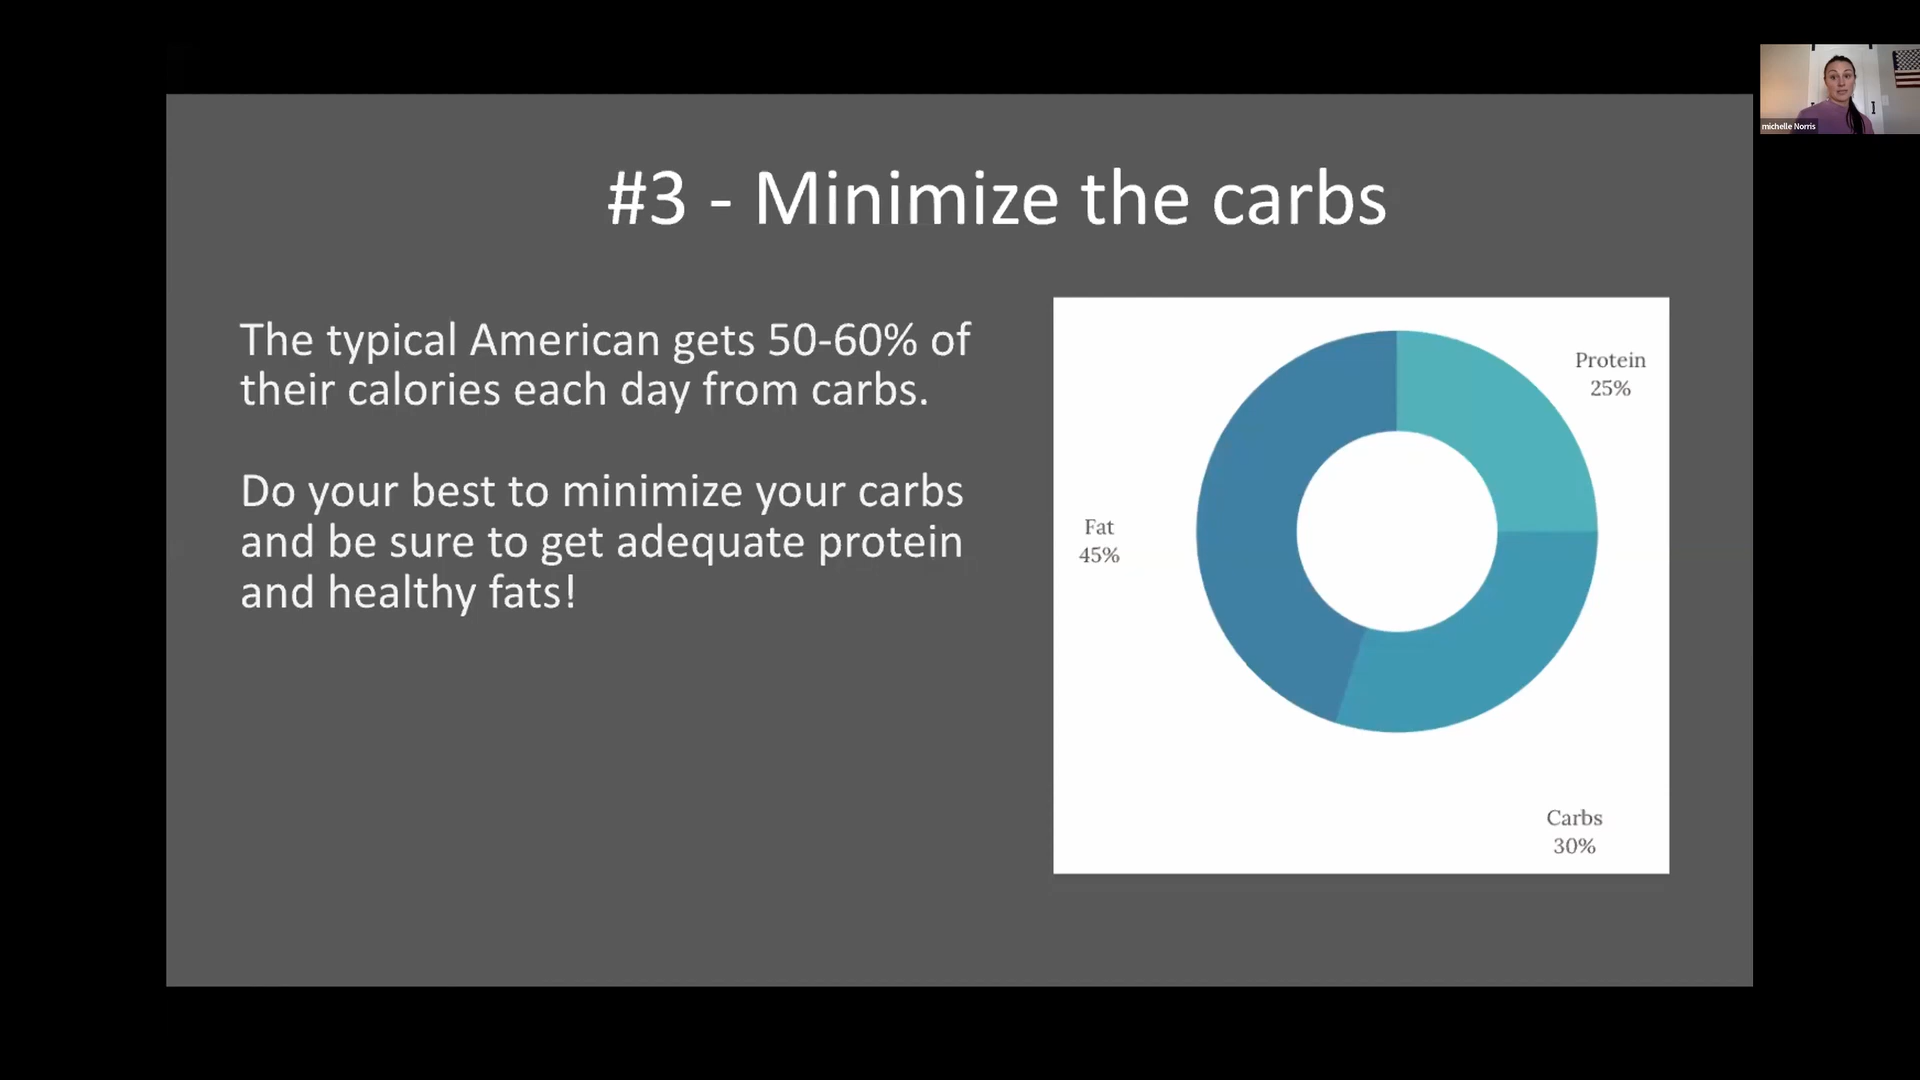 michelle Norris
#3 - Minimize the carbs
The typical American gets 50-60% of
their calories each day from carbs.
Do your best to minimize your carbs
and be sure to get adequate protein
and healthy fats!
Protein
25%
Fat
45%
Carbs
30%